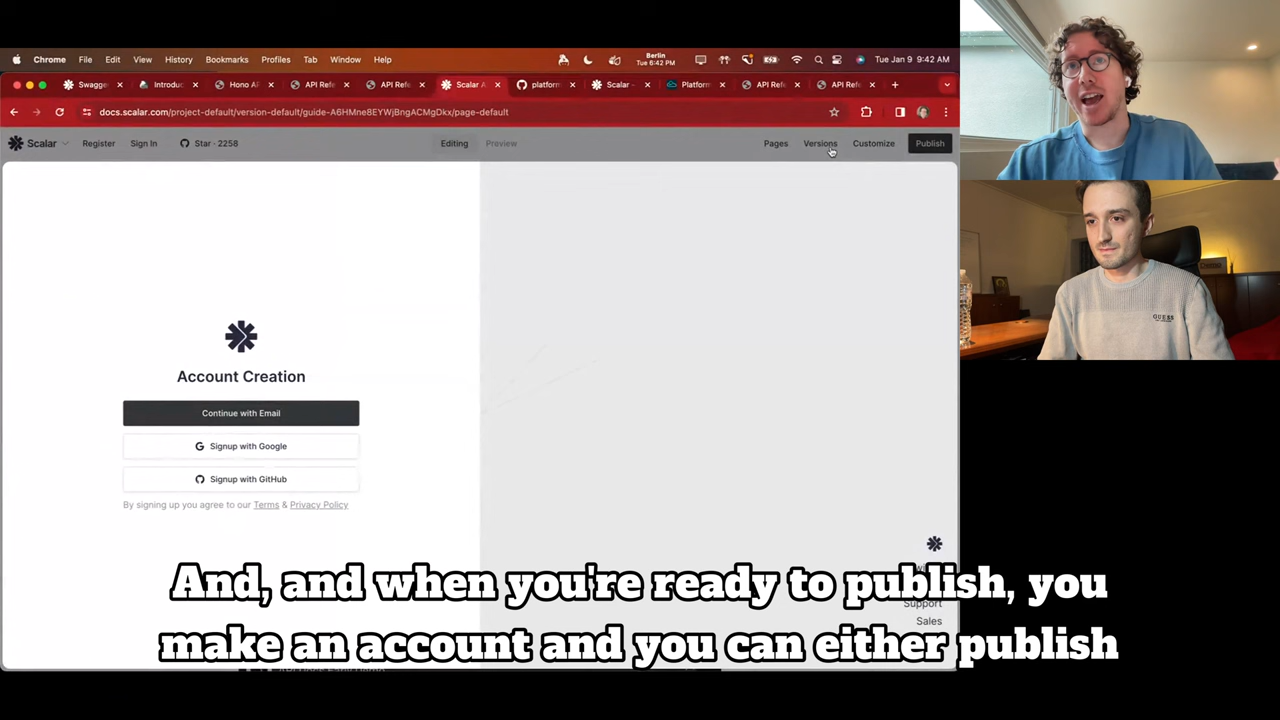 Chrome File Edit View History Bookmarks Profiles Tab Window Help
Berlin
Tue 6:42 PM
Tue Jan 9 9:42 AM
Swagge Introduc Hono A API Refe API Refe Scalar A platform Scalar – Platform API Refe API Refe
docs.scalar.com/project-default/version-default/guide-A6HMne8EYWjBngACMgDkx/page-default
Scalar Register Sign In Star · 2258 Editing Preview Pages Versions Customize Publish
Account Creation
Continue with Email
Signup with Google
Signup with GitHub
By signing up you agree to our Terms & Privacy Policy
Support
Sales
GUESS
And, and when you're ready to publish, you
make an account and you can either publish